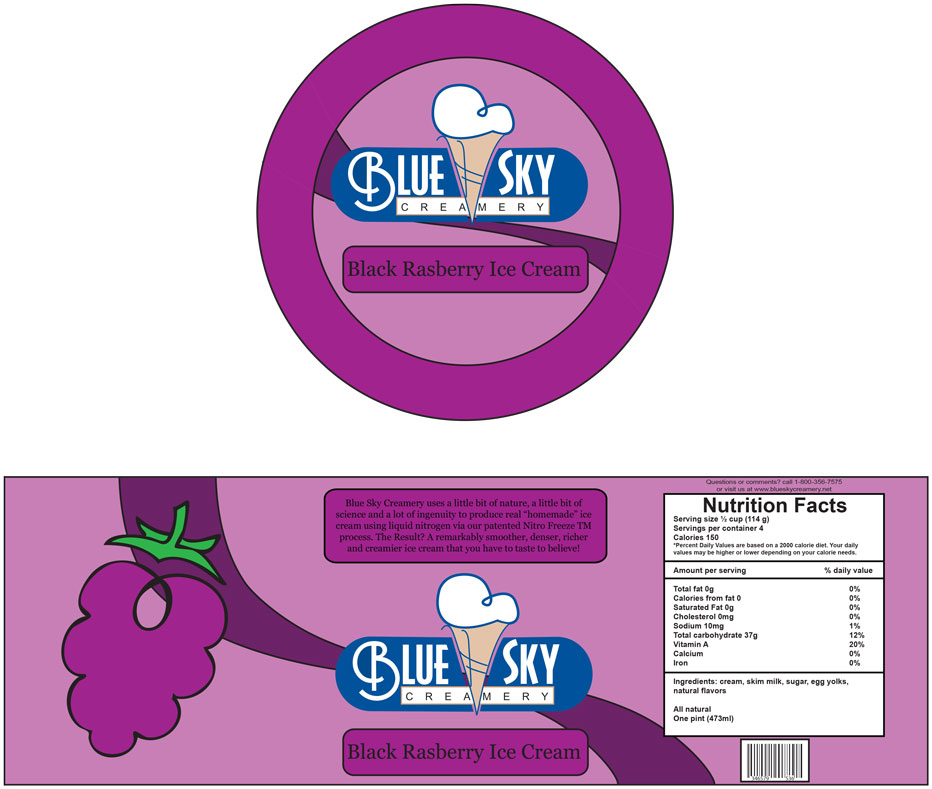 BLUE SKY
CREAMERY
Black Rasberry Ice Cream
Blue Sky Creamery uses a little bit of nature, a little bit of
science and a lot of ingenuity to produce real “homemade” ice
cream using liquid nitrogen via our patented Nitro Freeze TM
process. The Result? A remarkably smoother, denser, richer
and creamier ice cream that you have to taste to believe!
BLUE SKY
CREAMERY
Black Rasberry Ice Cream
Questions or comments? call 1-800-356-7575
or visit us at www.blueskycreamery.net
Nutrition Facts
Serving size ½ cup (114 g)
Servings per container 4
Calories 150
*Percent Daily Values are based on a 2000 calorie diet. Your daily
values may be higher or lower depending on your calorie needs.
Amount per serving % daily value
Total fat 0g 0%
Calories from fat 0 0%
Saturated Fat 0g 0%
Cholesterol 0mg 0%
Sodium 10mg 1%
Total carbohydrate 37g 12%
Vitamin A 20%
Calcium 0%
Iron 0%
Ingredients: cream, skim milk, sugar, egg yolks,
natural flavors
All natural
One pint (473ml)